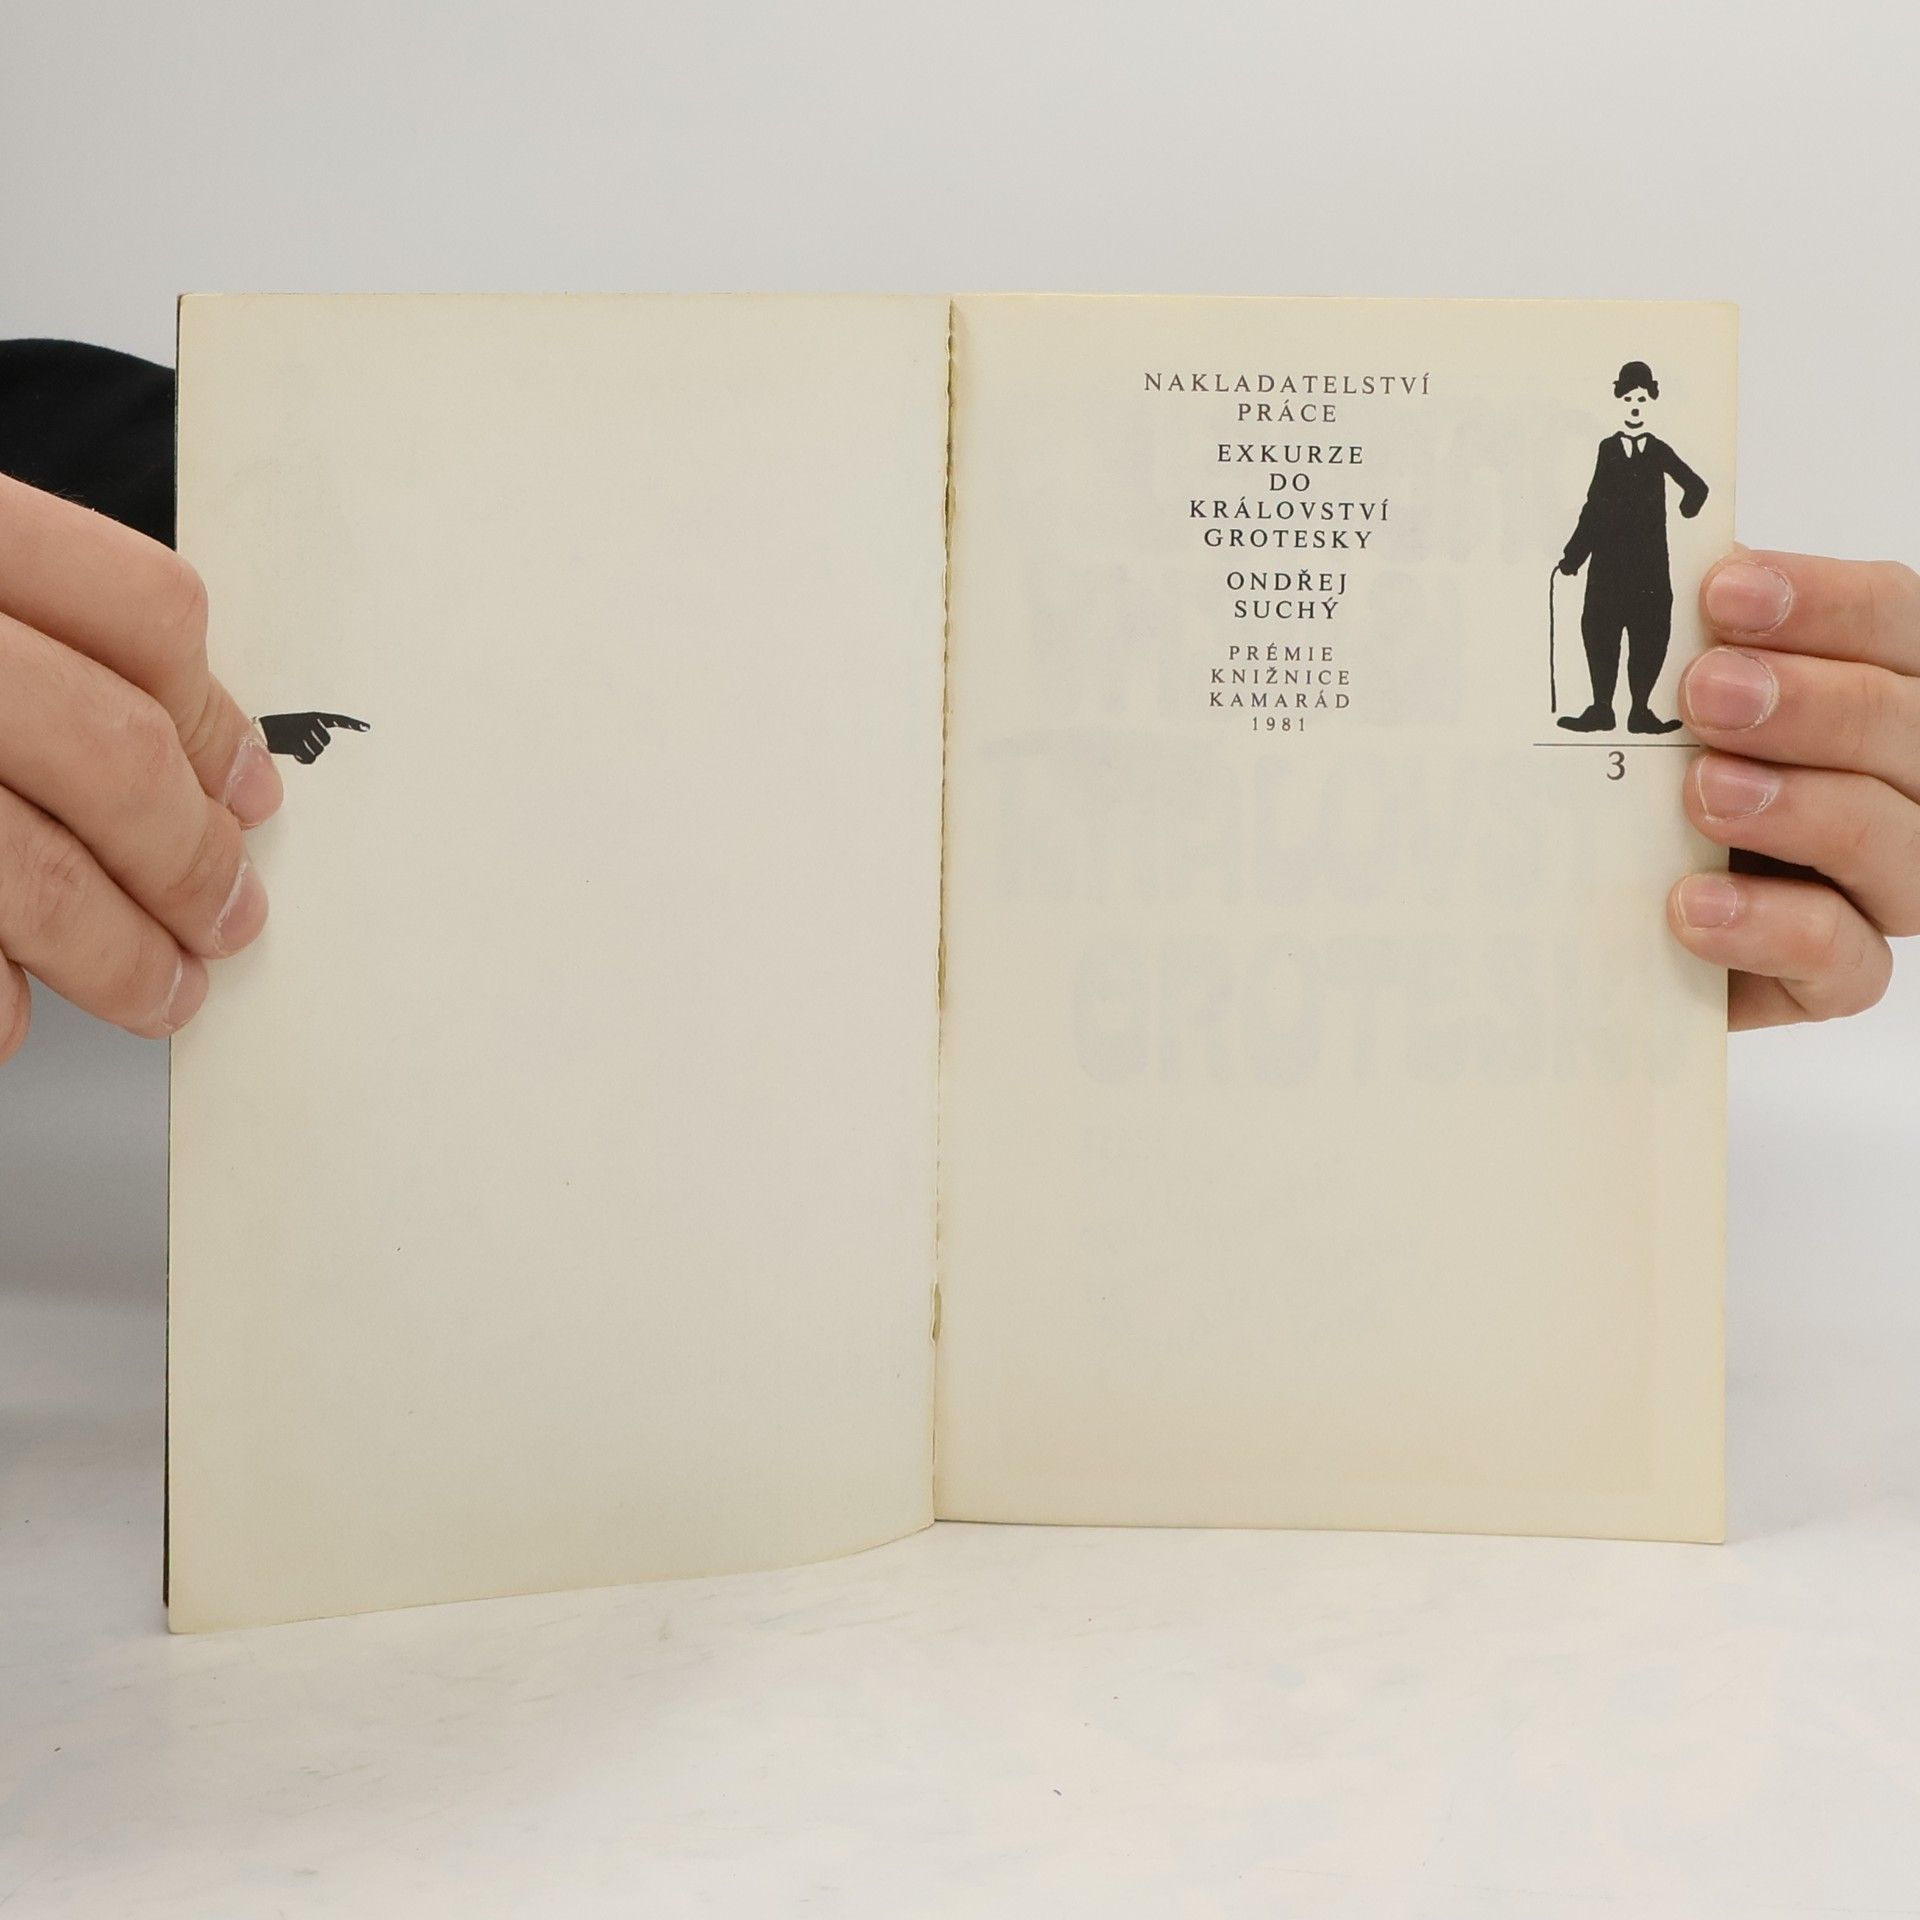 NAKLADATELSTVÍ
PRÁCE
EXKURZE
DO
KRÁLOVSTVÍ
GROTESKY
ONDŘEJ
SUCHÝ
PRÉMIE
KNIŽNICE
KAMARÁD
1981
3